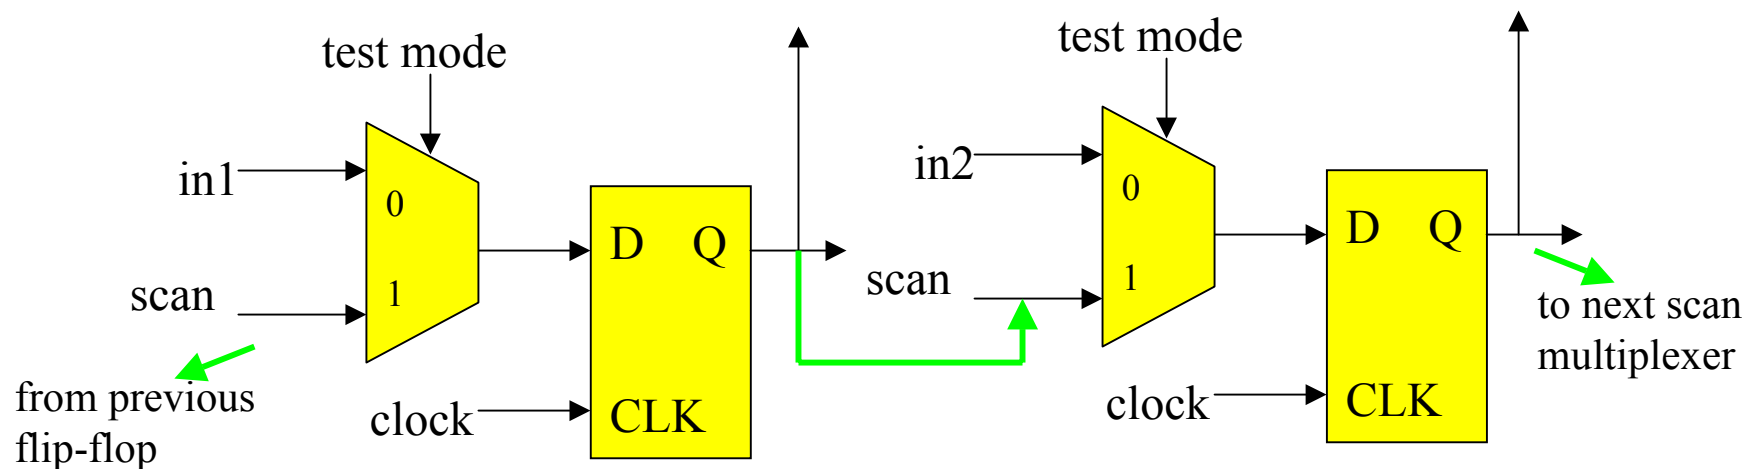 test mode
in1
0
1
scan
from previous
flip-flop
clock
D Q
CLK
test mode
in2
0
1
scan
clock
D Q
CLK
to next scan
multiplexer